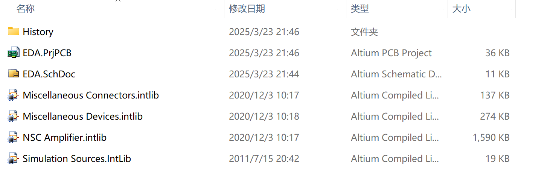 名称 修改日期 类型 大小
History 2025/3/23 21:46 文件夹
EDA.PrjPCB 2025/3/23 21:46 Altium PCB Project 36 KB
EDA.SchDoc 2025/3/23 21:44 Altium Schematic D... 11 KB
Miscellaneous Connectors.intlib 2020/12/3 10:17 Altium Compiled Li... 137 KB
Miscellaneous Devices.intlib 2020/12/3 10:18 Altium Compiled Li... 274 KB
NSC Amplifier.intlib 2020/12/3 10:17 Altium Compiled Li... 1,590 KB
Simulation Sources.IntLib 2011/7/15 20:42 Altium Compiled Li... 19 KB